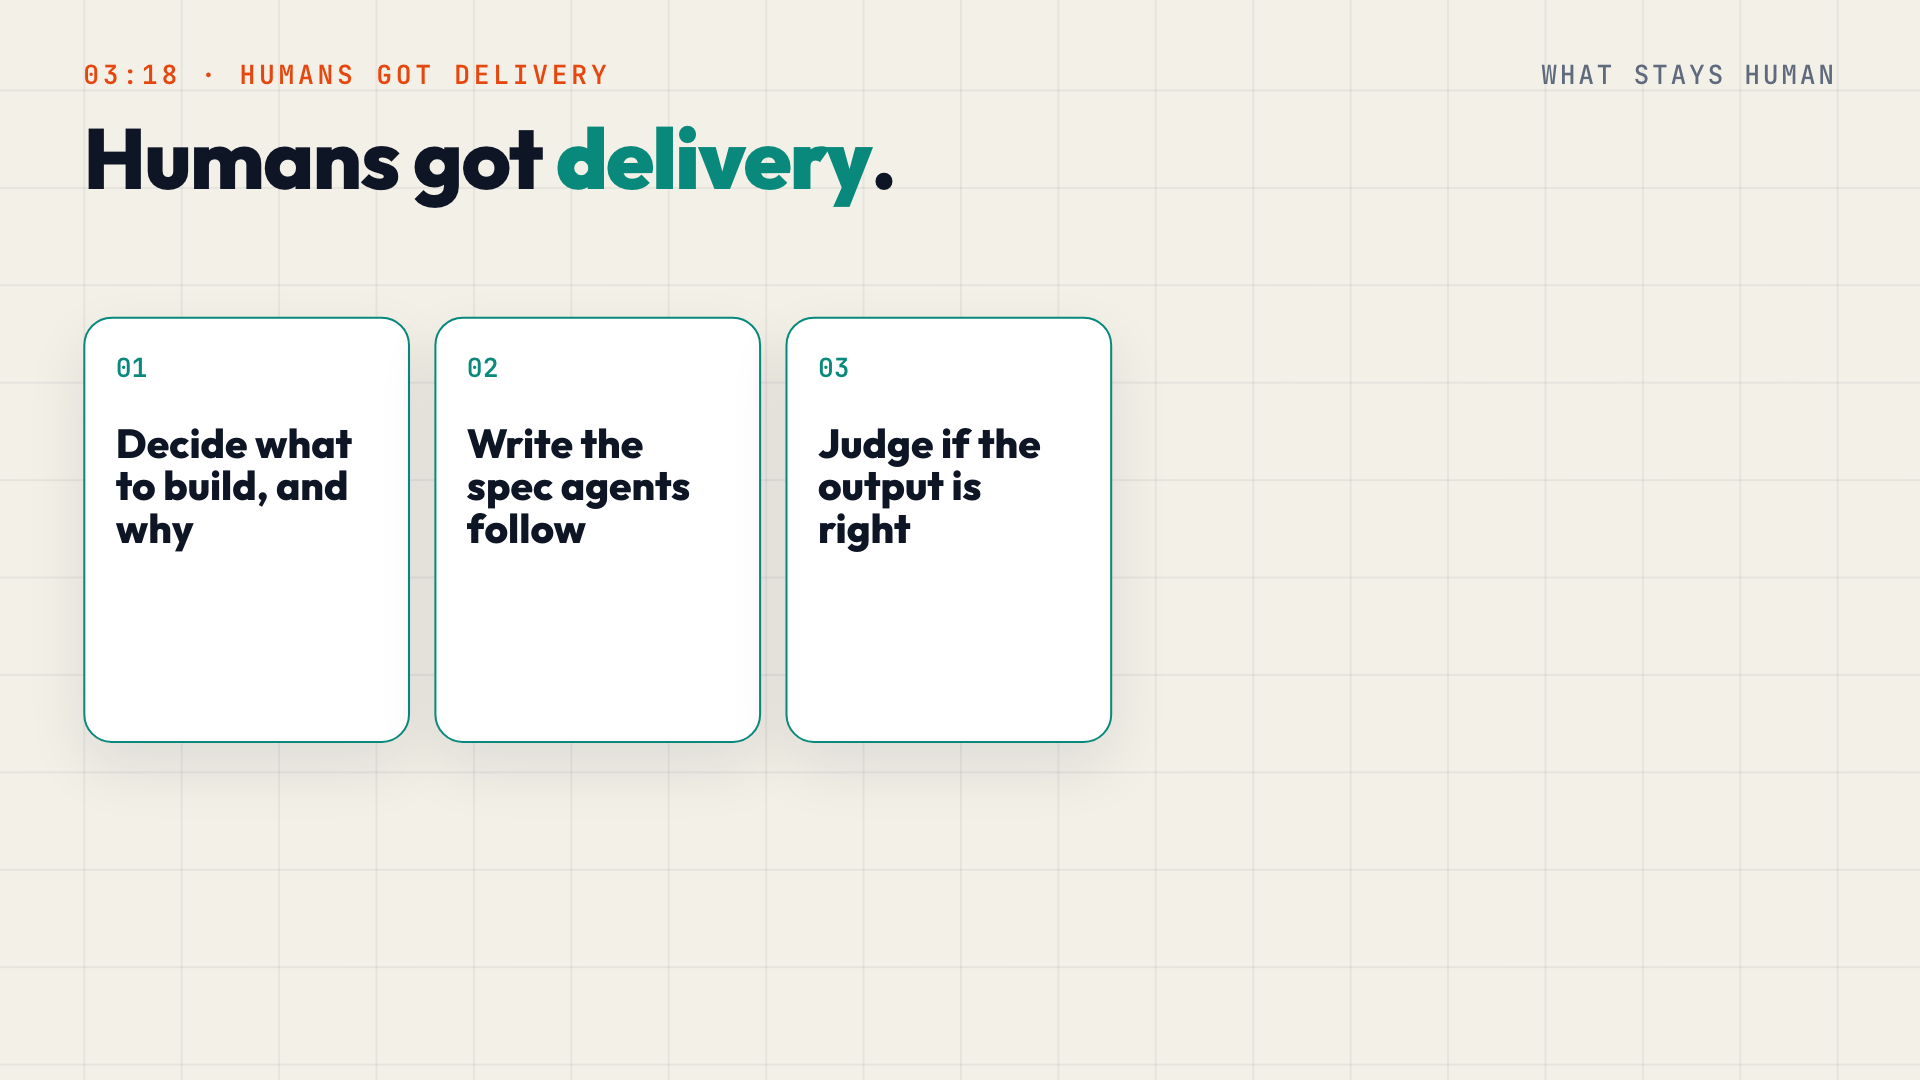 03:18 · HUMANS GOT DELIVERY
WHAT STAYS HUMAN
Humans got delivery.
01
Decide what
to build, and
why
02
Write the
spec agents
follow
03
Judge if the
output is
right